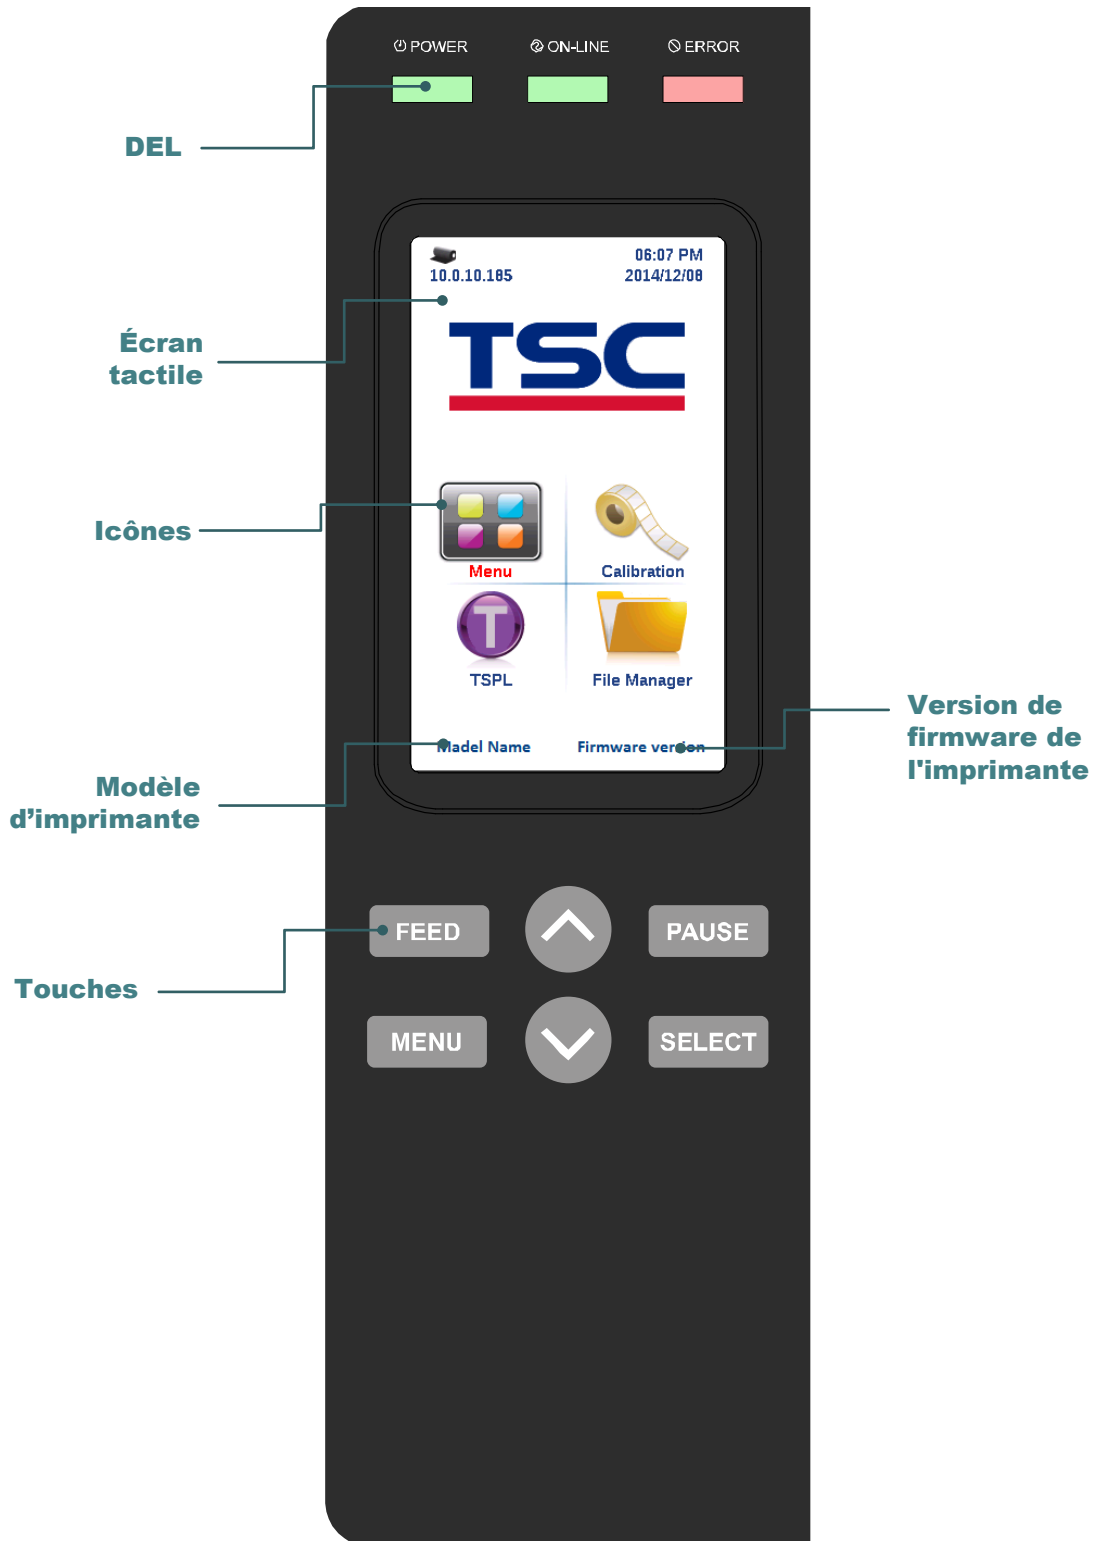 POWER ON-LINE ERROR
DEL
10.0.10.185
06:07 PM
2014/12/08
Écran
tactile
TSC
Icônes
Menu Calibration
TSPL File Manager
Version de
firmware de
l'imprimante
Madel Name Firmware version
Modèle
d’imprimante
FEED PAUSE
Touches
MENU SELECT